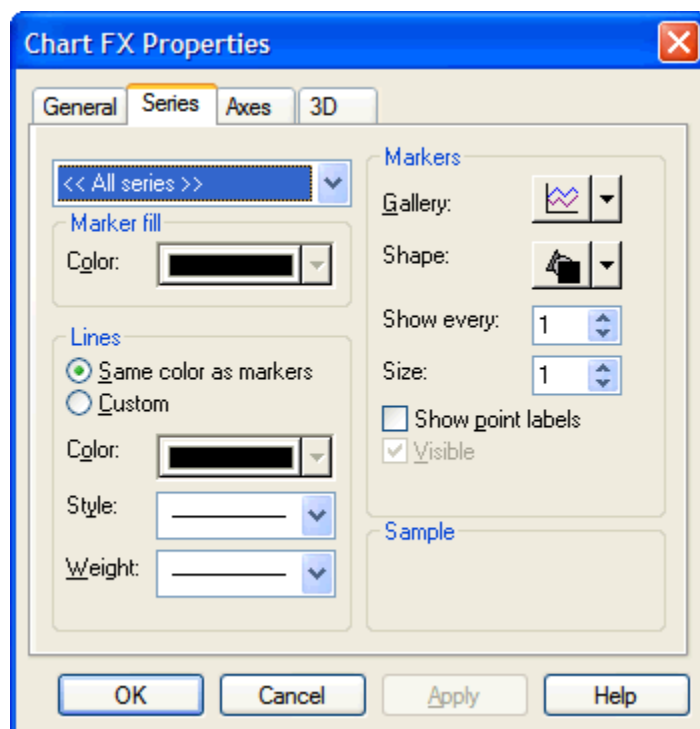 Chart FX Properties
General Series Axes 3D
<< All series >>
Marker fill
Color:
Lines
Same color as markers
Custom
Color:
Style:
Weight:
Markers
Gallery:
Shape:
Show every: 1
Size: 1
Show point labels
Visible
Sample
OK Cancel Apply Help